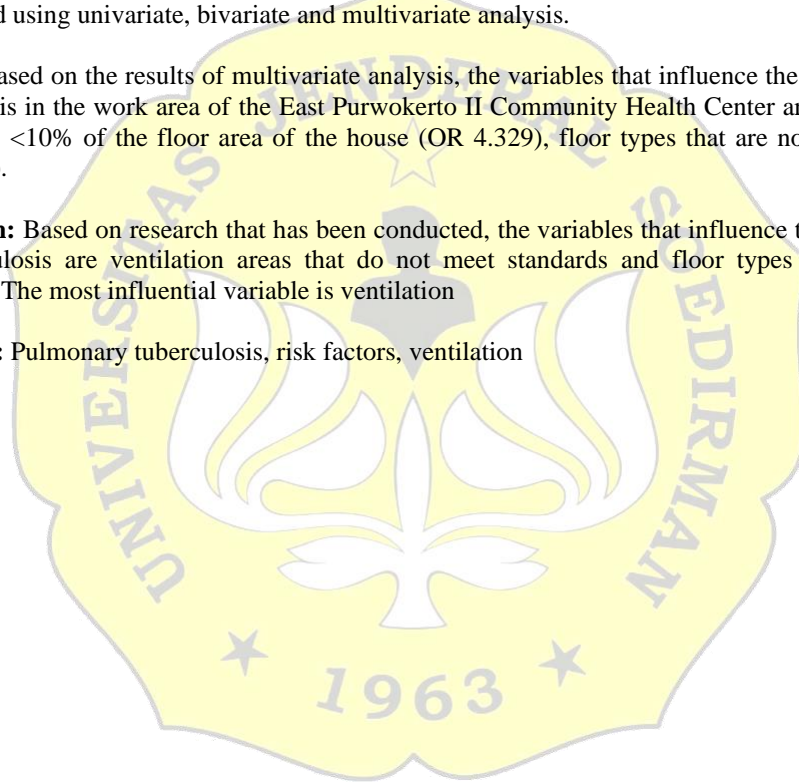 d using univariate, bivariate and multivariate analysis.
ased on the results of multivariate analysis, the variables that influence the
is in the work area of the East Purwokerto II Community Health Center a
<10% of the floor area of the house (OR 4.329), floor types that are no
.
n: Based on research that has been conducted, the variables that influence t
ulosis are ventilation areas that do not meet standards and floor types
The most influential variable is ventilation
: Pulmonary tuberculosis, risk factors, ventilation
UNIVERSITAS JENDERAL SOEDIRMAN
1963